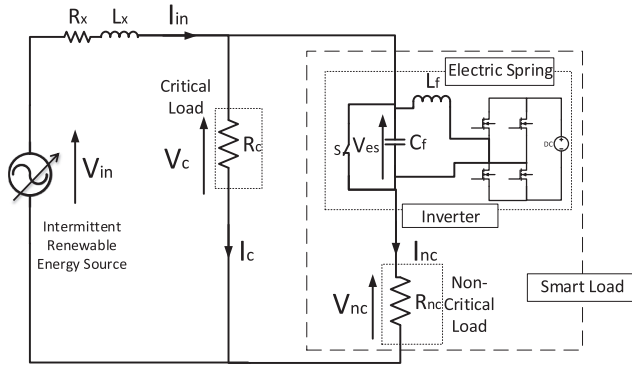 Rx
Lx
Iin
Electric Spring
Critical
Load
Lf
S
Ves
Cf
DC
Vc
Rc
Vin
Inverter
Intermittent
Renewable
Energy Source
Ic
Inc
Vnc
Rnc
Non-
Critical
Load
Smart Load